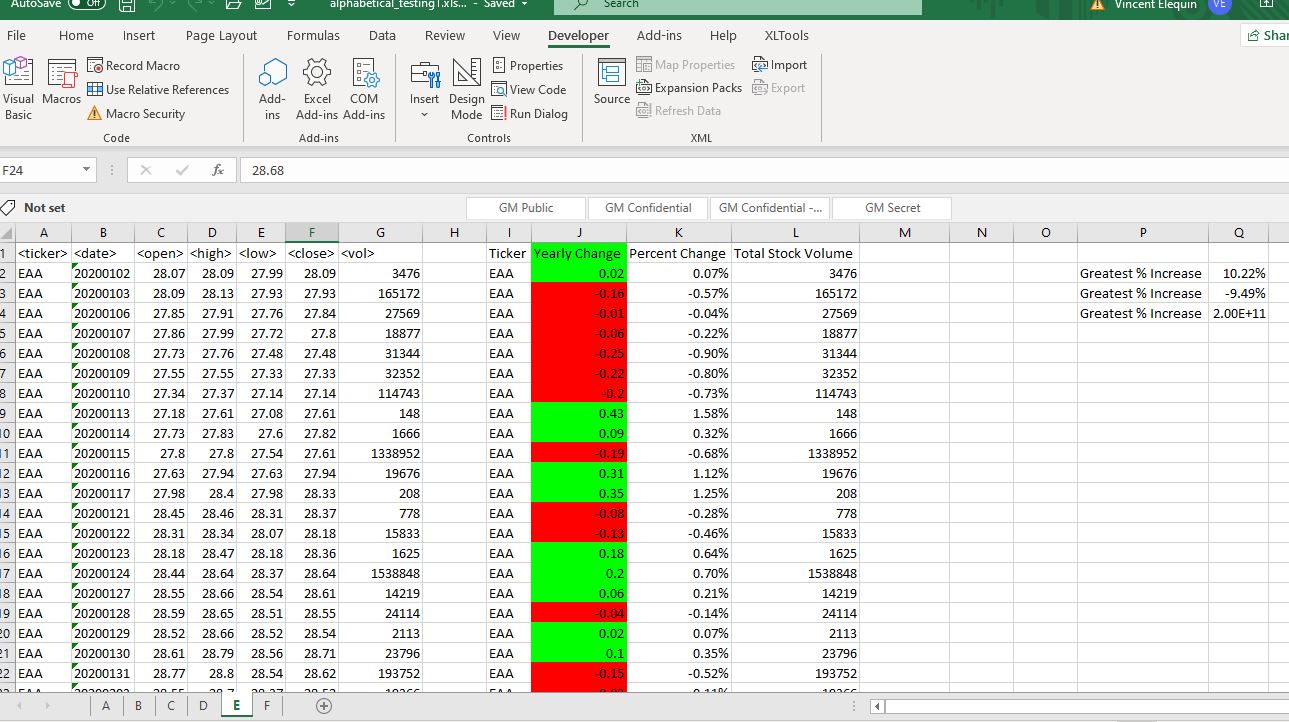 AutoSave Off alphabetical_testing1.xls... - Saved Search Vincent Elequin VE
File Home Insert Page Layout Formulas Data Review View Developer Add-ins Help XLTools Shar
Visual Basic Macros Record Macro Use Relative References Macro Security
Add-ins Excel Add-ins COM Add-ins
Insert Design Mode Properties View Code Run Dialog
Source Map Properties Expansion Packs Refresh Data Import Export
Code Add-ins Controls XML
F24 fx 28.68
Not set GM Public GM Confidential GM Confidential -... GM Secret
A B C D E F G H I J K L M N O P Q
1 <ticker> <date> <open> <high> <low> <close> <vol> Ticker Yearly Change Percent Change Total Stock Volume
2 EAA 20200102 28.07 28.09 27.99 28.09 3476 EAA 0.02 0.07% 3476 Greatest % Increase 10.22%
3 EAA 20200103 28.09 28.13 27.93 27.93 165172 EAA -0.16 -0.57% 165172 Greatest % Increase -9.49%
4 EAA 20200106 27.85 27.91 27.76 27.84 27569 EAA -0.01 -0.04% 27569 Greatest % Increase 2.00E+11
5 EAA 20200107 27.86 27.99 27.72 27.8 18877 EAA -0.06 -0.22% 18877
6 EAA 20200108 27.73 27.76 27.48 27.48 31344 EAA -0.25 -0.90% 31344
7 EAA 20200109 27.55 27.55 27.33 27.33 32352 EAA -0.22 -0.80% 32352
8 EAA 20200110 27.34 27.37 27.14 27.14 114743 EAA -0.2 -0.73% 114743
9 EAA 20200113 27.18 27.61 27.08 27.61 148 EAA 0.43 1.58% 148
10 EAA 20200114 27.73 27.83 27.6 27.82 1666 EAA 0.09 0.32% 1666
11 EAA 20200115 27.8 27.8 27.54 27.61 1338952 EAA -0.19 -0.68% 1338952
12 EAA 20200116 27.63 27.94 27.63 27.94 19676 EAA 0.31 1.12% 19676
13 EAA 20200117 27.98 28.4 27.98 28.33 208 EAA 0.35 1.25% 208
14 EAA 20200121 28.45 28.46 28.31 28.37 778 EAA -0.08 -0.28% 778
15 EAA 20200122 28.31 28.34 28.07 28.18 15833 EAA -0.13 -0.46% 15833
16 EAA 20200123 28.18 28.47 28.18 28.36 1625 EAA 0.18 0.64% 1625
17 EAA 20200124 28.44 28.64 28.37 28.64 1538848 EAA 0.2 0.70% 1538848
18 EAA 20200127 28.55 28.66 28.54 28.61 14219 EAA 0.06 0.21% 14219
19 EAA 20200128 28.59 28.65 28.51 28.55 24114 EAA -0.04 -0.14% 24114
20 EAA 20200129 28.52 28.66 28.52 28.54 2113 EAA 0.02 0.07% 2113
21 EAA 20200130 28.61 28.79 28.56 28.71 23796 EAA 0.1 0.35% 23796
22 EAA 20200131 28.77 28.8 28.54 28.62 193752 EAA -0.15 -0.52% 193752
A B C D E F